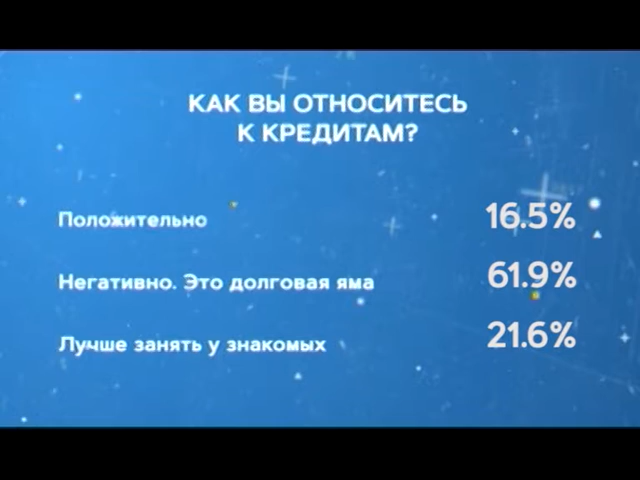 КАК ВЫ ОТНОСИТЕСЬ
К КРЕДИТАМ?
Положительно 16.5%
Негативно. Это долговая яма 61.9%
Лучше занять у знакомых 21.6%